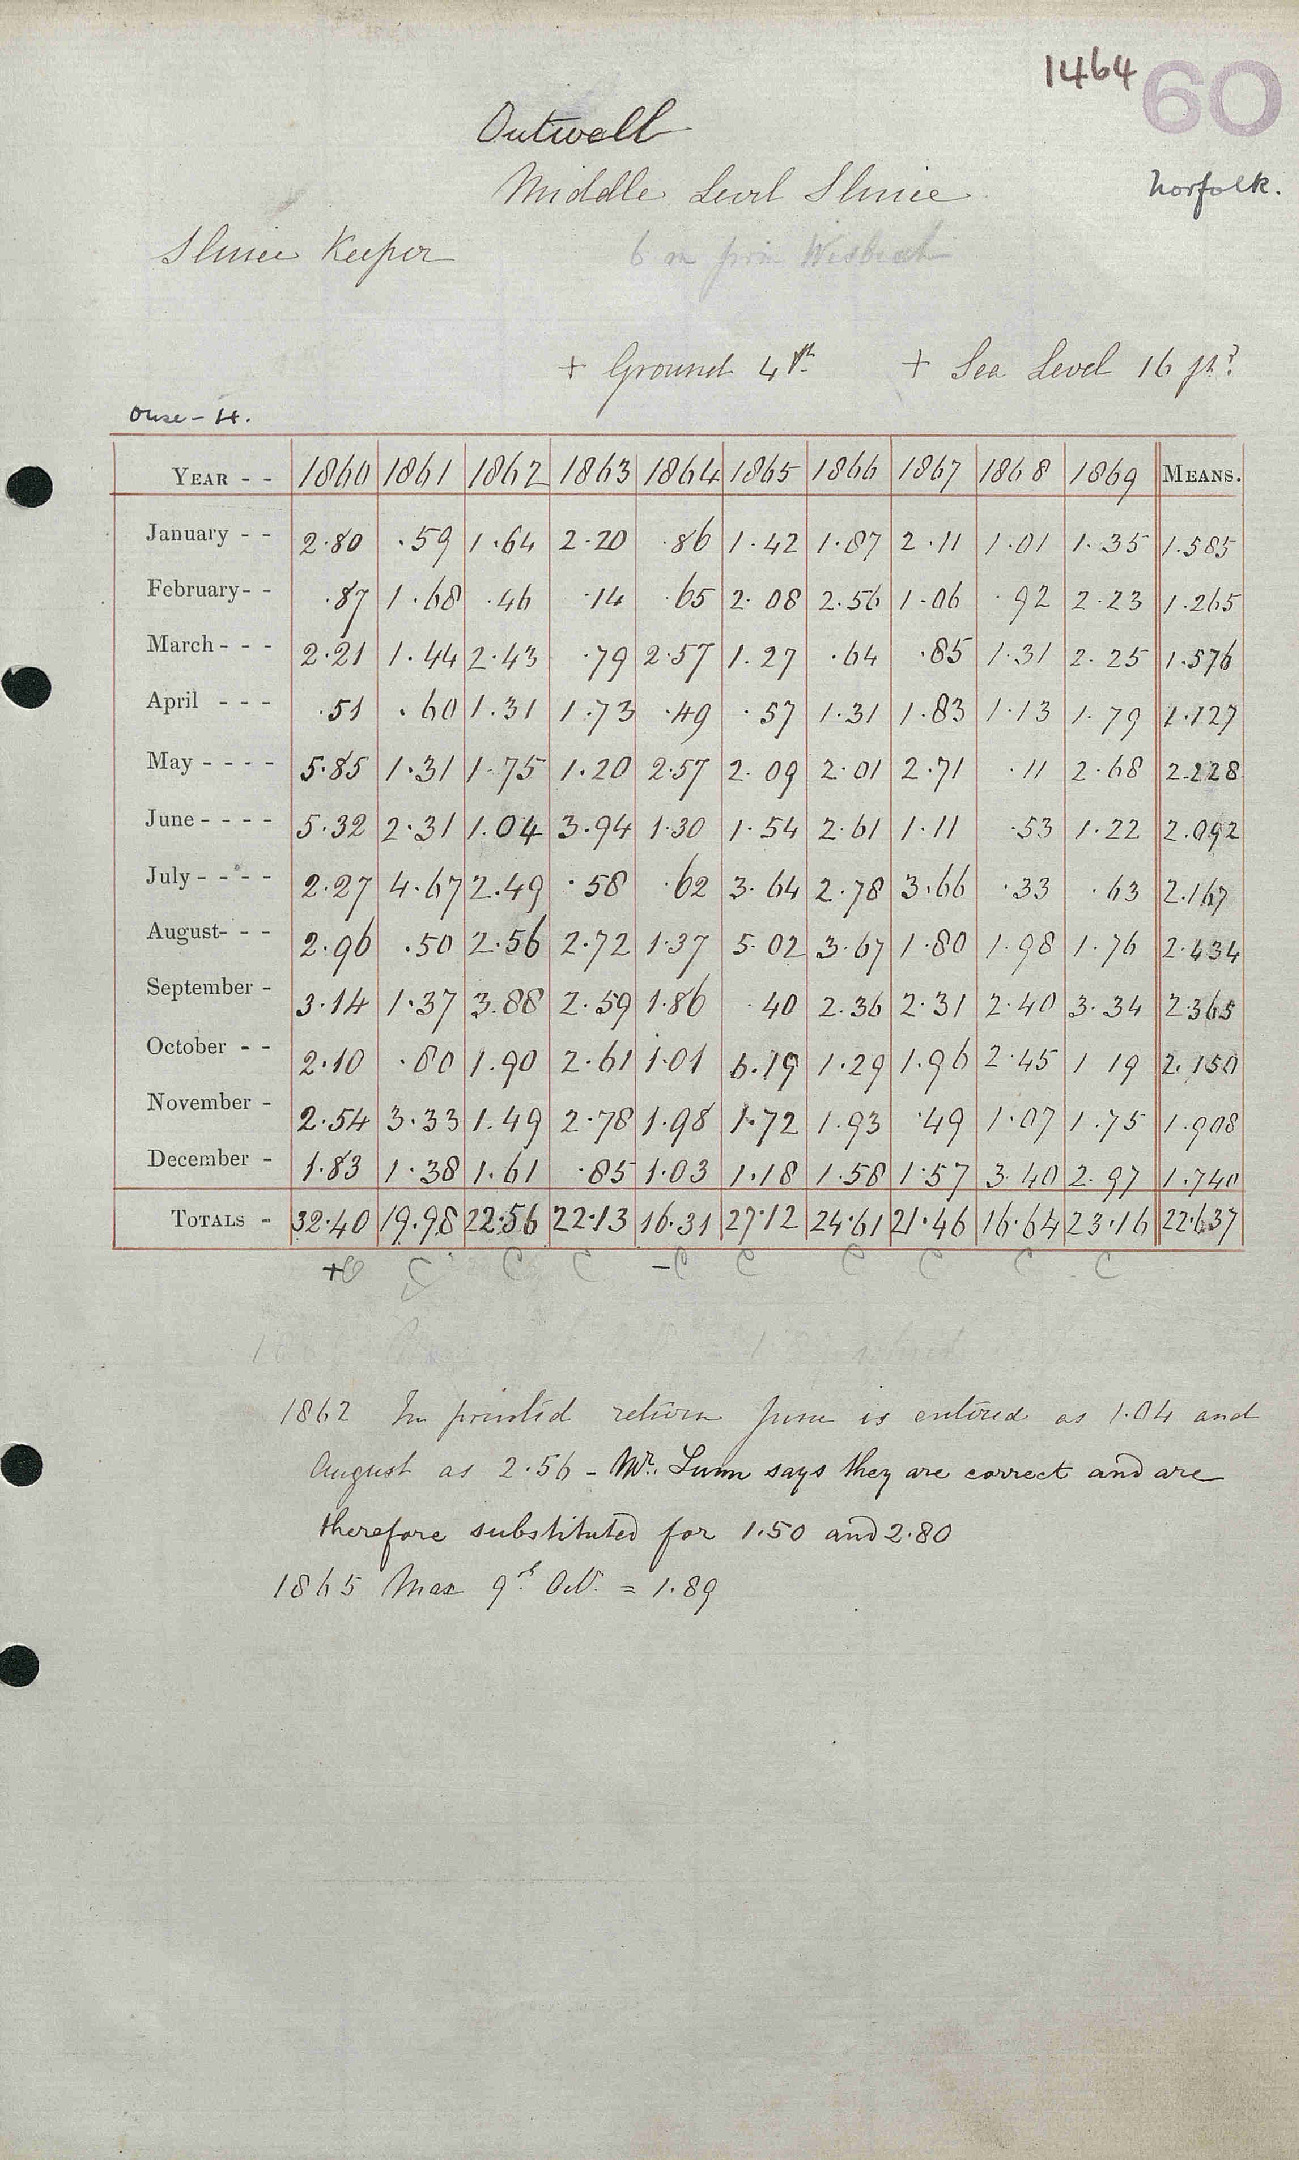 1464 60
Outwell
Middle Level Sluice
Norfolk.
Sluice Keeper
6 m from Wisbech
+ Ground 4 ft + Sea Level 16 ft?
Ouse - 14.
YEAR - - 1860 1861 1862 1863 1864 1865 1866 1867 1868 1869 MEANS.
January - - 2.80 .59 1.64 2.20 .86 1.42 1.87 2.11 1.01 1.35 1.585
February - - .87 1.68 .46 .14 .65 2.08 2.56 1.06 .92 2.23 1.265
March - - - 2.21 1.44 2.43 .79 2.57 1.27 .64 .85 1.31 2.25 1.576
April - - - .51 .60 1.31 1.73 .49 .57 1.31 1.83 1.13 1.79 1.127
May - - - - 5.85 1.31 1.75 1.20 2.57 2.09 2.01 2.71 .11 2.68 2.228
June - - - - 5.32 2.31 1.04 3.94 1.30 1.54 2.61 1.11 .53 1.22 2.092
July - - - - 2.27 4.67 2.49 .58 .62 3.64 2.78 3.66 .33 .63 2.167
August - - - 2.96 .50 2.56 2.72 1.37 5.02 3.67 1.80 1.98 1.76 2.434
September - 3.14 1.37 3.88 2.59 1.86 .40 2.36 2.31 2.40 3.34 2.365
October - - 2.10 .80 1.90 2.61 1.01 6.19 1.29 1.96 2.45 1 19 2.150
November - 2.54 3.33 1.49 2.78 1.98 1.72 1.93 .49 1.07 1.75 1.908
December - 1.83 1.38 1.61 .85 1.03 1.18 1.58 1.57 3.40 2.97 1.740
TOTALS - 32.40 19.98 22.56 22.13 16.31 27.12 24.61 21.46 16.64 23.16 22.637
+C C C C -C C C C C C
1862 In printed return June is entered as 1.04 and
August as 2.56 - Mr. Lunn says they are correct and are
therefore substituted for 1.50 and 2.80
1865 Max 9th Oct. = 1.89